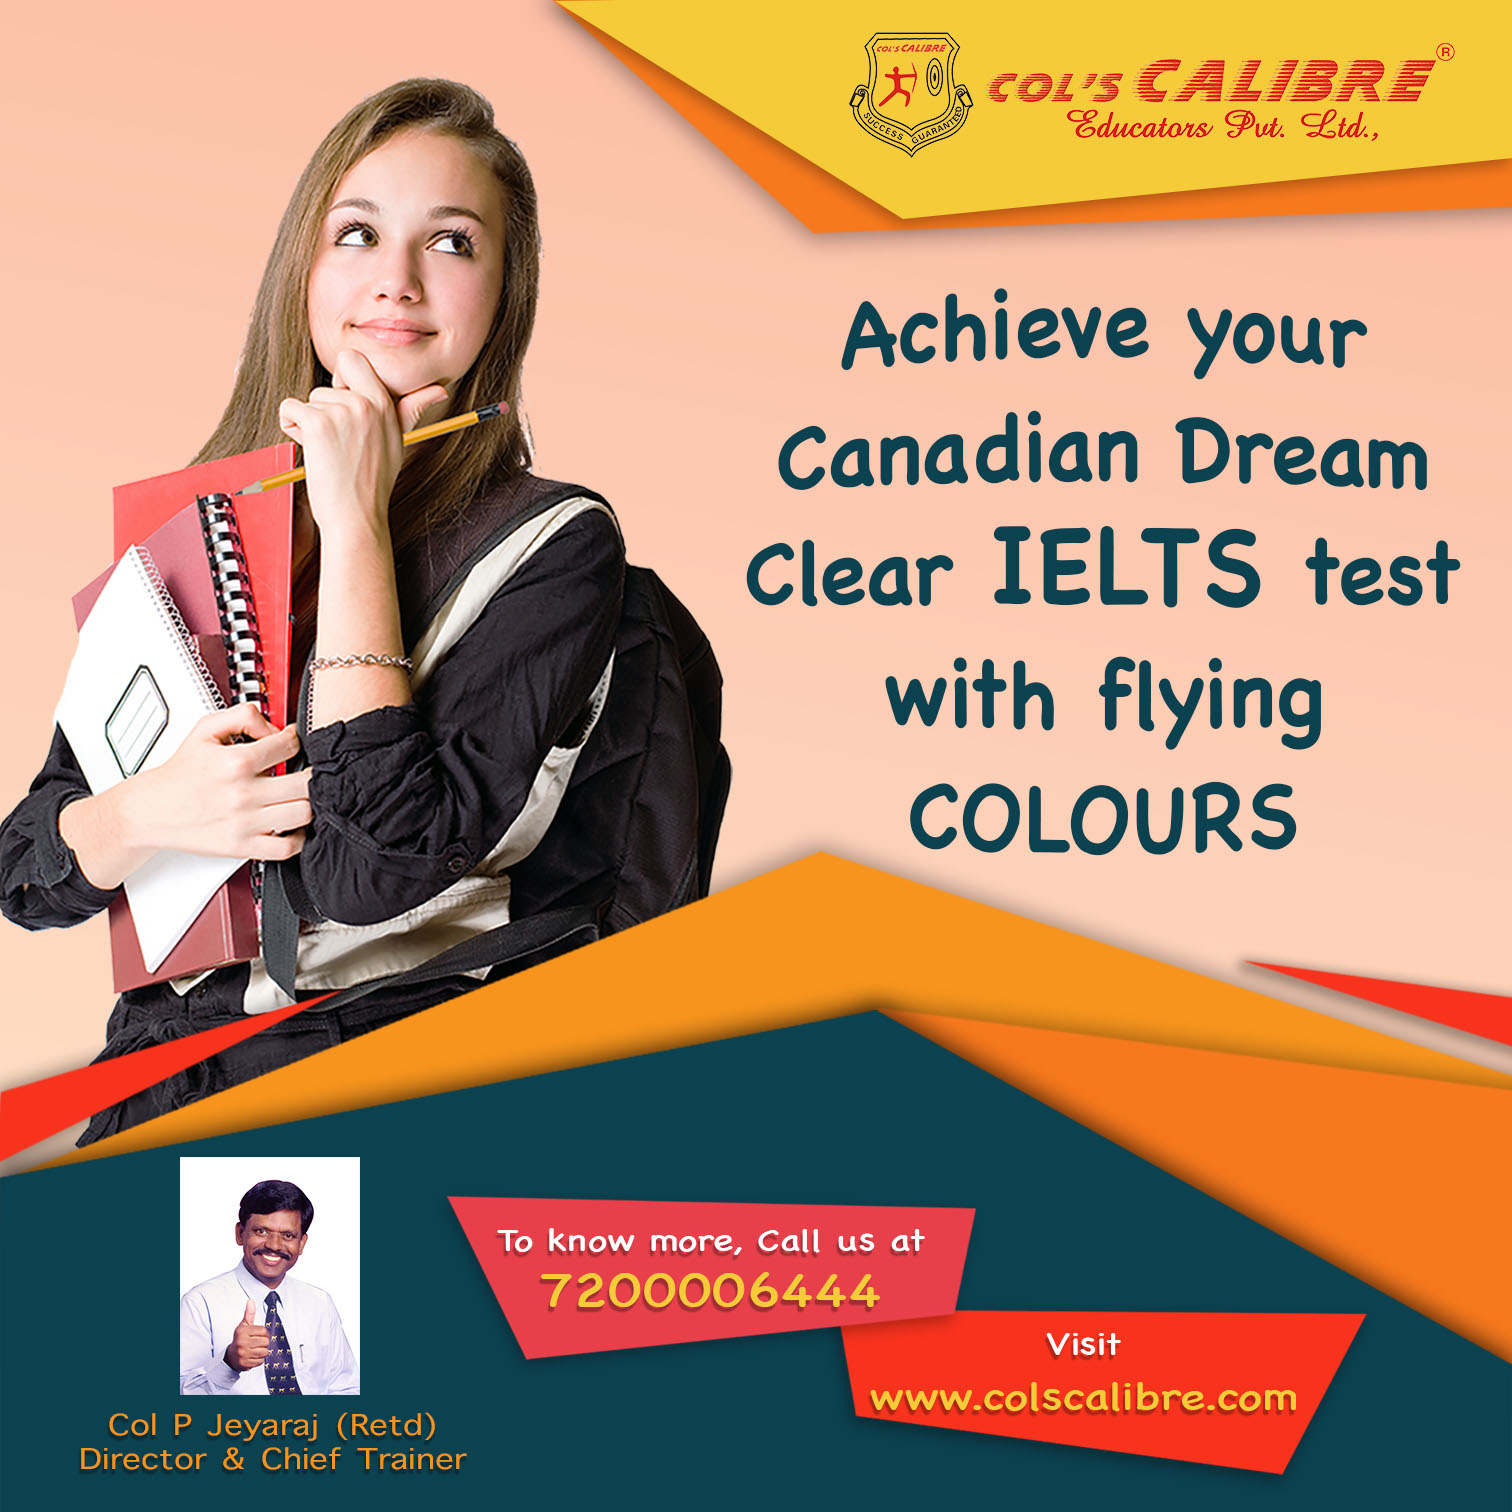 COL'S CALIBRE
SUCCESS GUARANTEED
COL'S CALIBRE®
Educators Pvt. Ltd.,
Achieve your
Canadian Dream
Clear IELTS test
with flying
COLOURS
To know more, Call us at
7200006444
Visit
www.colscalibre.com
Col P Jeyaraj (Retd)
Director & Chief Trainer